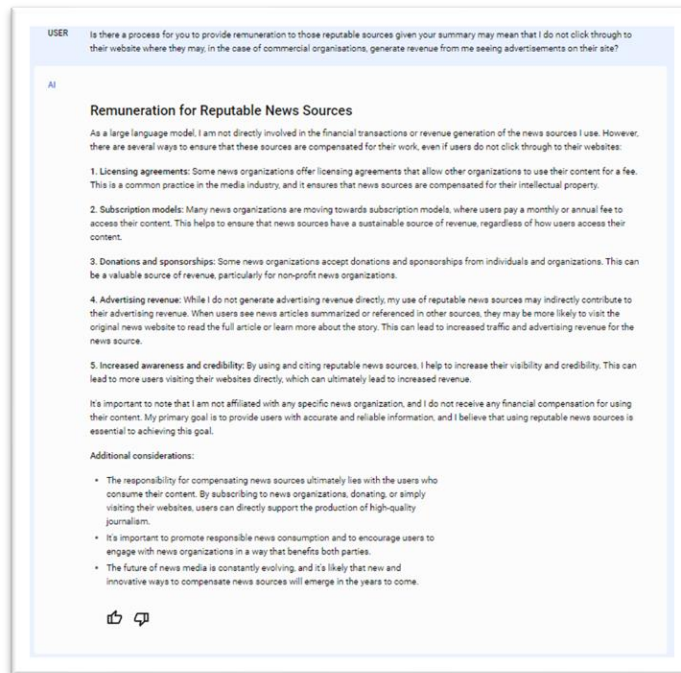 USER Is there a process for you to provide remuneration to those reputable sources given your summary may mean that I do not click through to
their website where they may, in the case of commercial organisations, generate revenue from me seeing advertisements on their site?
AI
Remuneration for Reputable News Sources
As a large language model, I am not directly involved in the financial transactions or revenue generation of the news sources I use. However,
there are several ways to ensure that these sources are compensated for their work, even if users do not click through to their websites:
1. Licensing agreements: Some news organizations offer licensing agreements that allow other organizations to use their content for a fee.
This is a common practice in the media industry, and it ensures that news sources are compensated for their intellectual property.
2. Subscription models: Many news organizations are moving towards subscription models, where users pay a monthly or annual fee to
access their content. This helps to ensure that news sources have a sustainable source of revenue, regardless of how users access their
content.
3. Donations and sponsorships: Some news organizations accept donations and sponsorships from individuals and organizations. This can
be a valuable source of revenue, particularly for non-profit news organizations.
4. Advertising revenue: While I do not generate advertising revenue directly, my use of reputable news sources may indirectly contribute to
their advertising revenue. When users see news articles summarized or referenced in other sources, they may be more likely to visit the
original news website to read the full article or learn more about the story. This can lead to increased traffic and advertising revenue for the
news source.
5. Increased awareness and credibility: By using and citing reputable news sources, I help to increase their visibility and credibility. This can
lead to more users visiting their websites directly, which can ultimately lead to increased revenue.
It's important to note that I am not affiliated with any specific news organization, and I do not receive any financial compensation for using
their content. My primary goal is to provide users with accurate and reliable information, and I believe that using reputable news sources is
essential to achieving this goal.
Additional considerations:
• The responsibility for compensating news sources ultimately lies with the users who
consume their content. By subscribing to news organizations, donating, or simply
visiting their websites, users can directly support the production of high-quality
journalism.
• It's important to promote responsible news consumption and to encourage users to
engage with news organizations in a way that benefits both parties.
• The future of news media is constantly evolving, and it's likely that new and
innovative ways to compensate news sources will emerge in the years to come.